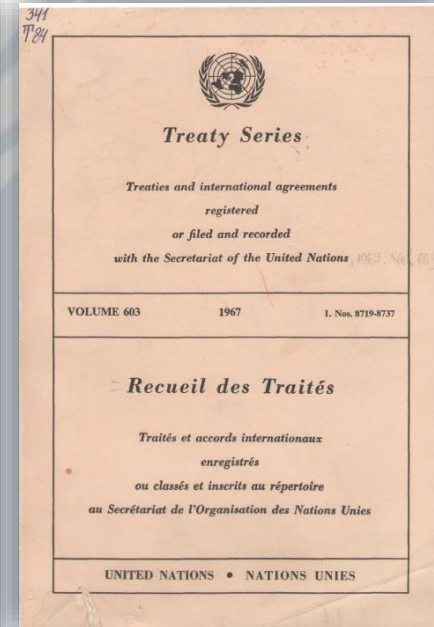 341
T84
Treaty Series
Treaties and international agreements
registered
or filed and recorded
with the Secretariat of the United Nations
VOLUME 603 1967 I. Nos. 8719-8737
Recueil des Traités
Traités et accords internationaux
enregistrés
ou classés et inscrits au répertoire
au Secrétariat de l'Organisation des Nations Unies
UNITED NATIONS • NATIONS UNIES